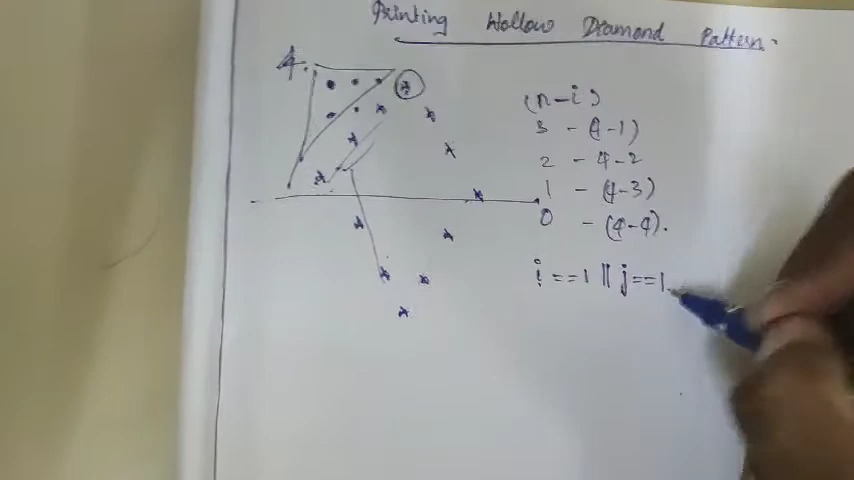 Printing Hollow Diamond Pattern.
4.
(n-i)
3 - (4-1)
2 - 4-2
1 - (4-3)
0 - (4-4).
i==1 || j==1